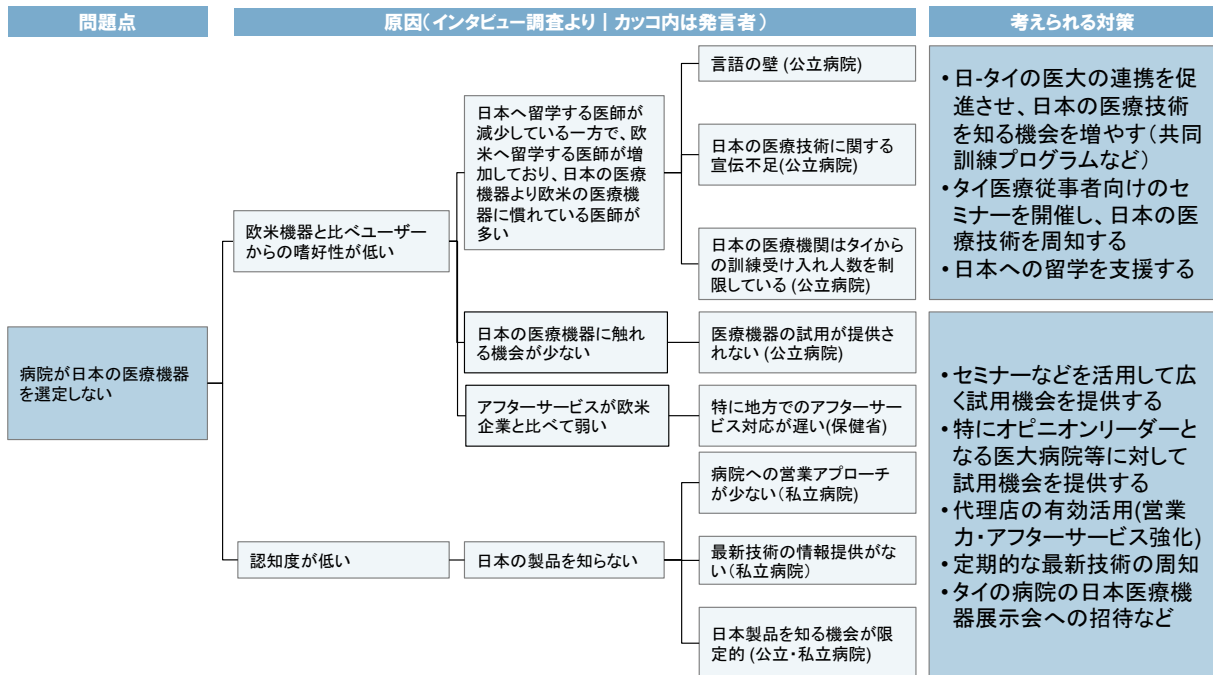 問題点
原因(インタビュー調査より | カッコ内は発言者)
考えられる対策
病院が日本の医療機器
を選定しない
欧米機器と比べユーザー
からの嗜好性が低い
認知度が低い
日本へ留学する医師が
減少している一方で、欧
米へ留学する医師が増
加しており、日本の医療
機器より欧米の医療機
器に慣れている医師が
多い
日本の医療機器に触れ
る機会が少ない
アフターサービスが欧米
企業と比べて弱い
日本の製品を知らない
言語の壁 (公立病院)
日本の医療技術に関する
宣伝不足(公立病院)
日本の医療機関はタイから
の訓練受け入れ人数を制
限している (公立病院)
医療機器の試用が提供さ
れない (公立病院)
特に地方でのアフターサー
ビス対応が遅い(保健省)
病院への営業アプローチ
が少ない（私立病院)
最新技術の情報提供がな
い（私立病院）
日本製品を知る機会が限
定的 (公立・私立病院)
・日-タイの医大の連携を促
進させ、日本の医療技術
を知る機会を増やす（共同
訓練プログラムなど）
・タイ医療従事者向けのセ
ミナーを開催し、日本の医
療技術を周知する
・日本への留学を支援する
・セミナーなどを活用して広
く試用機会を提供する
・特にオピニオンリーダーと
なる医大病院等に対して
試用機会を提供する
・代理店の有効活用(営業
力・アフターサービス強化)
・定期的な最新技術の周知
・タイの病院の日本医療機
器展示会への招待など